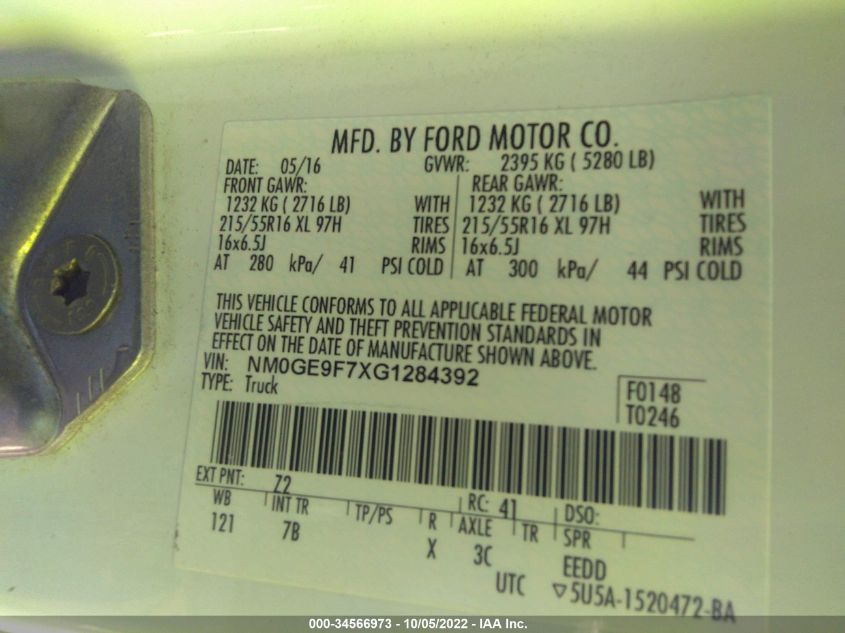 MFD. BY FORD MOTOR CO.
DATE: 05/16 GVWR: 2395 KG ( 5280 LB)
FRONT GAWR: REAR GAWR:
1232 KG ( 2716 LB) WITH 1232 KG ( 2716 LB) WITH
215/55R16 XL 97H TIRES 215/55R16 XL 97H TIRES
16x6.5J RIMS 16x6.5J RIMS
AT 280 kPa/ 41 PSI COLD AT 300 kPa/ 44 PSI COLD
THIS VEHICLE CONFORMS TO ALL APPLICABLE FEDERAL MOTOR
VEHICLE SAFETY AND THEFT PREVENTION STANDARDS IN
EFFECT ON THE DATE OF MANUFACTURE SHOWN ABOVE.
VIN: NM0GE9F7XG1284392
TYPE: Truck
F0148
T0246
EXT PNT: Z2 RC: 41 DSO:
WB INT TR TP/PS R AXLE TR SPR
121 7B X 3C EEDD
UTC ▽5U5A-1520472-BA
000-34566973 - 10/05/2022 - IAA Inc.